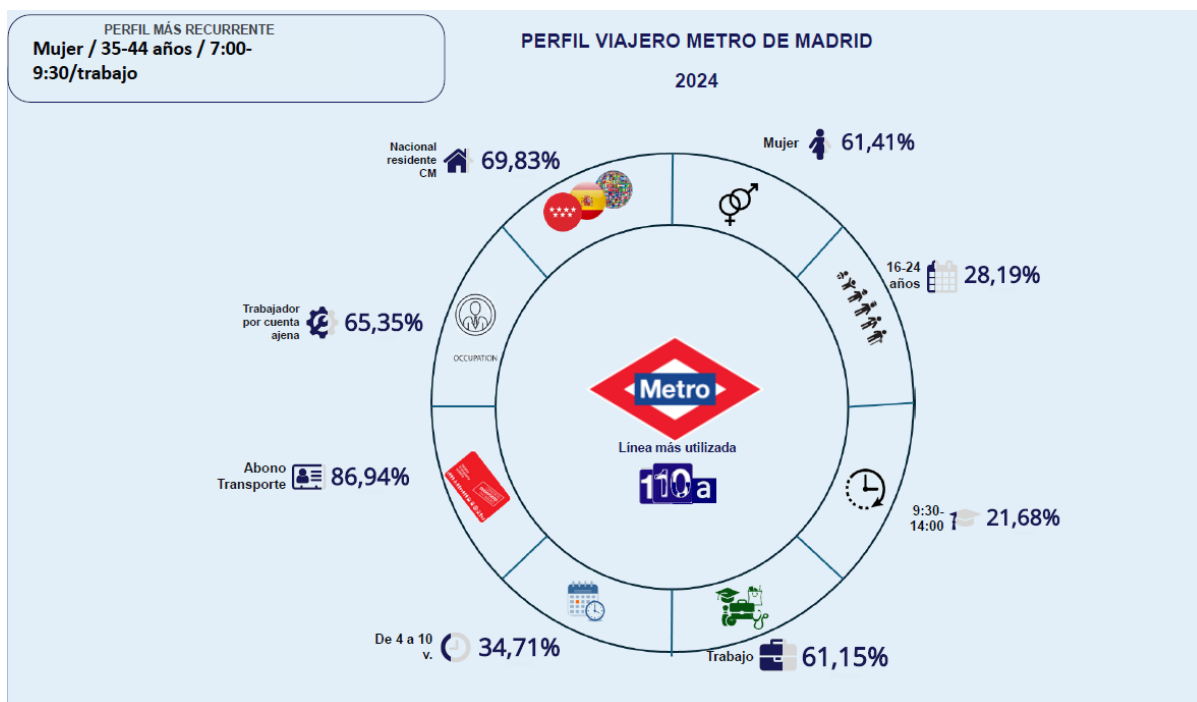 PERFIL MÁS RECURRENTE
Mujer / 35-44 años / 7:00-
9:30/trabajo
PERFIL VIAJERO METRO DE MADRID
2024
Mujer 61,41%
Nacional
residente
CM
69,83%
16-24
años
28,19%
Trabajador
por cuenta
ajena
65,35%
OCCUPATION
Metro
Línea más utilizada
Abono
Transporte
86,94%
9:30-
14:00
21,68%
De 4 a 10
v.
34,71%
Trabajo 61,15%